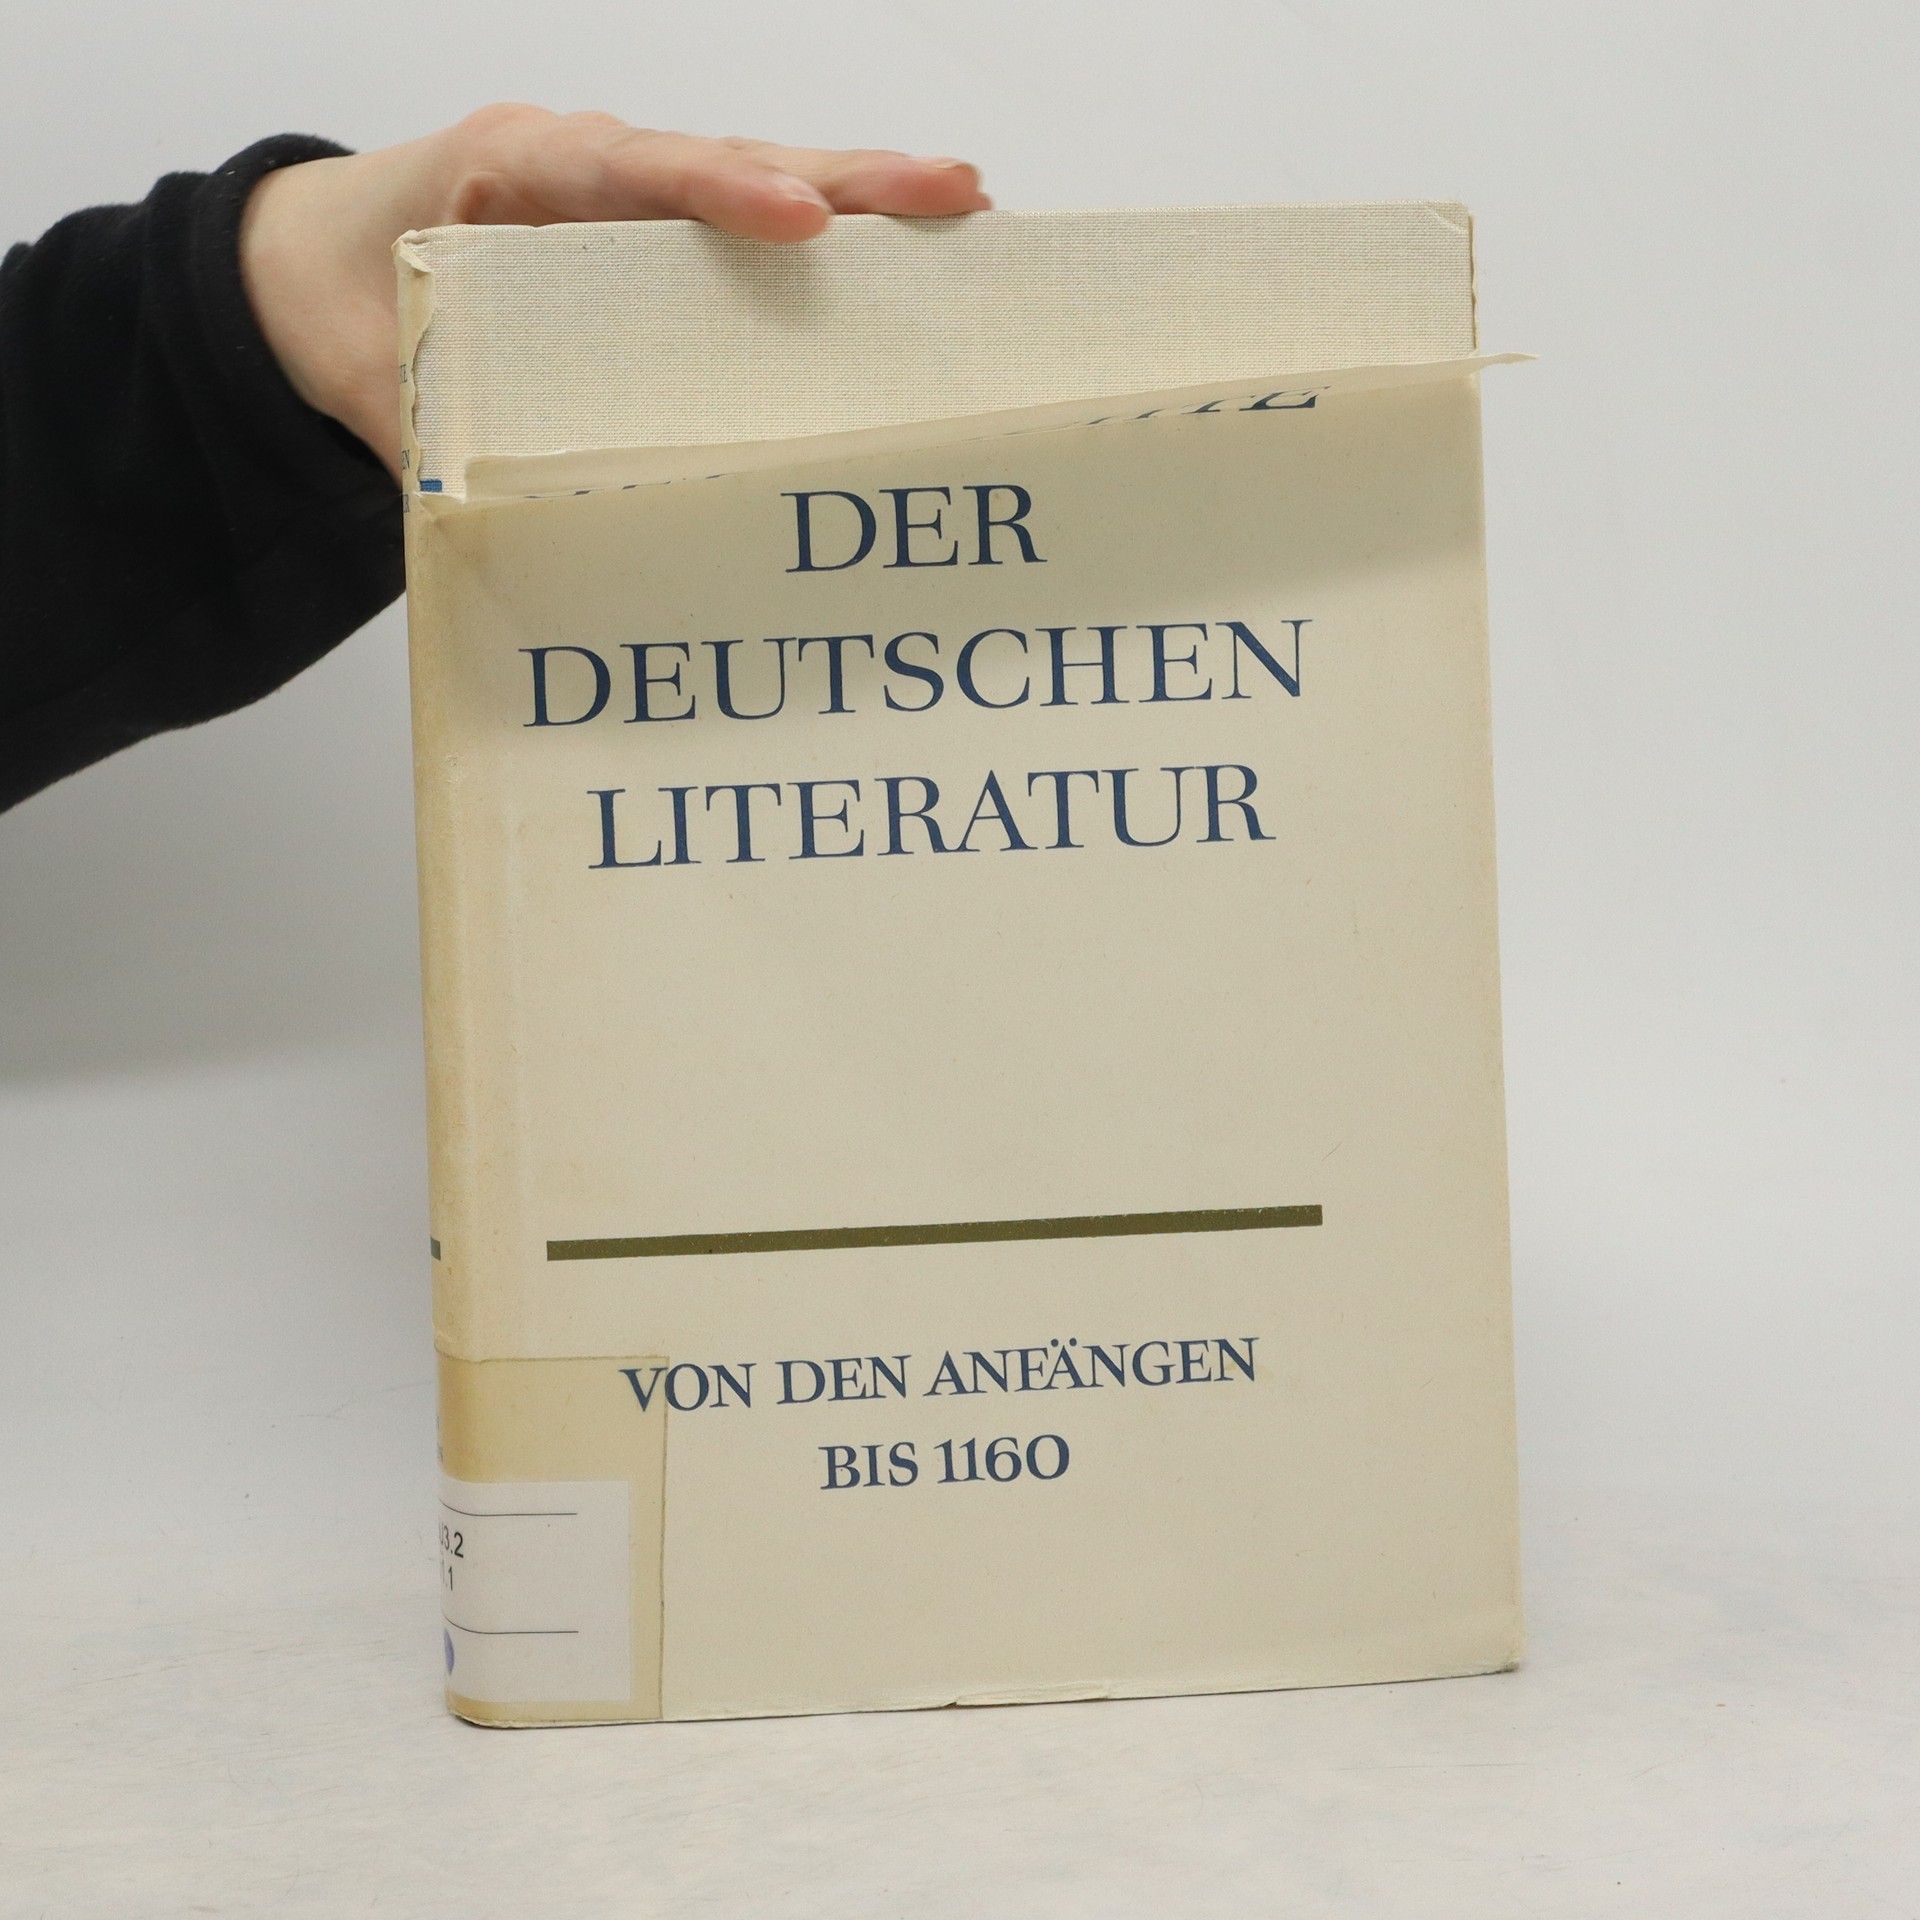 DER
DEUTSCHEN
LITERATUR
VON DEN ANFÄNGEN
BIS 1160